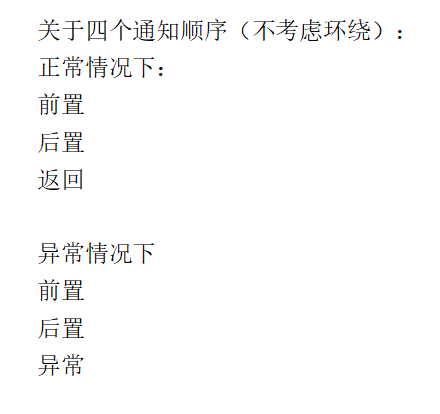 关于四个通知顺序（不考虑环绕）：
正常情况下：
前置
后置
返回
异常情况下
前置
后置
异常